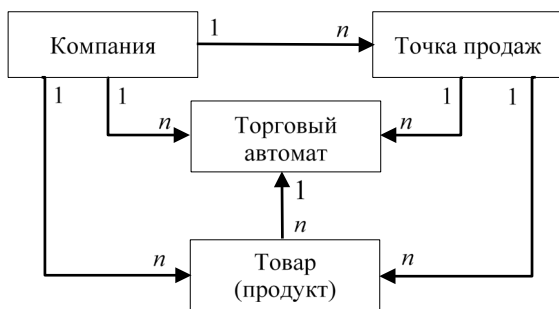 1 n
Компания
Точка продаж
1 1 1 1
n Торговый n
автомат
1
n
n Товар n
(продукт)